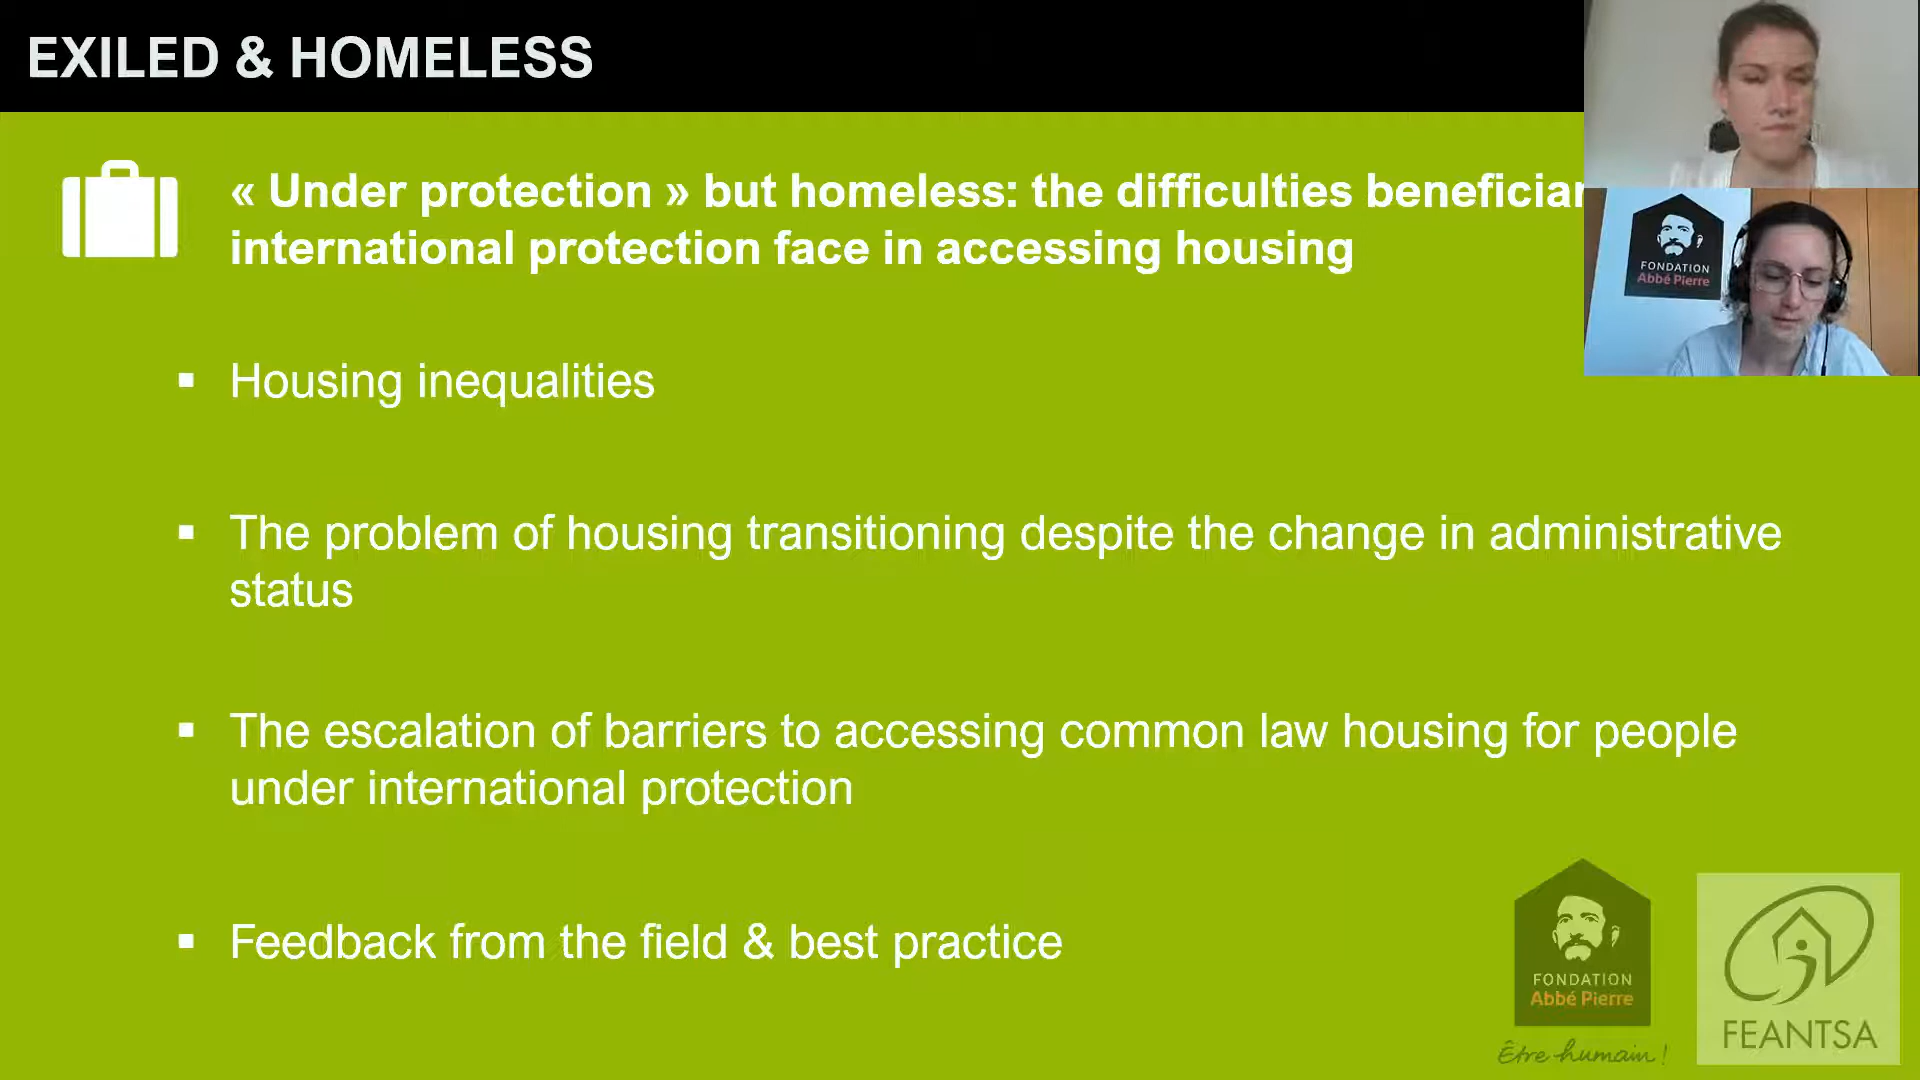 EXILED & HOMELESS
« Under protection » but homeless: the difficulties
international protection face in accessing housing
FONDATION
Abbé Pierre
▪ Housing inequalities
▪ The problem of housing transitioning despite the change in administrative
status
▪ The escalation of barriers to accessing common law housing for people
under international protection
▪ Feedback from the field & best practice
FONDATION
Abbé Pierre
Être humain !
FEANTSA